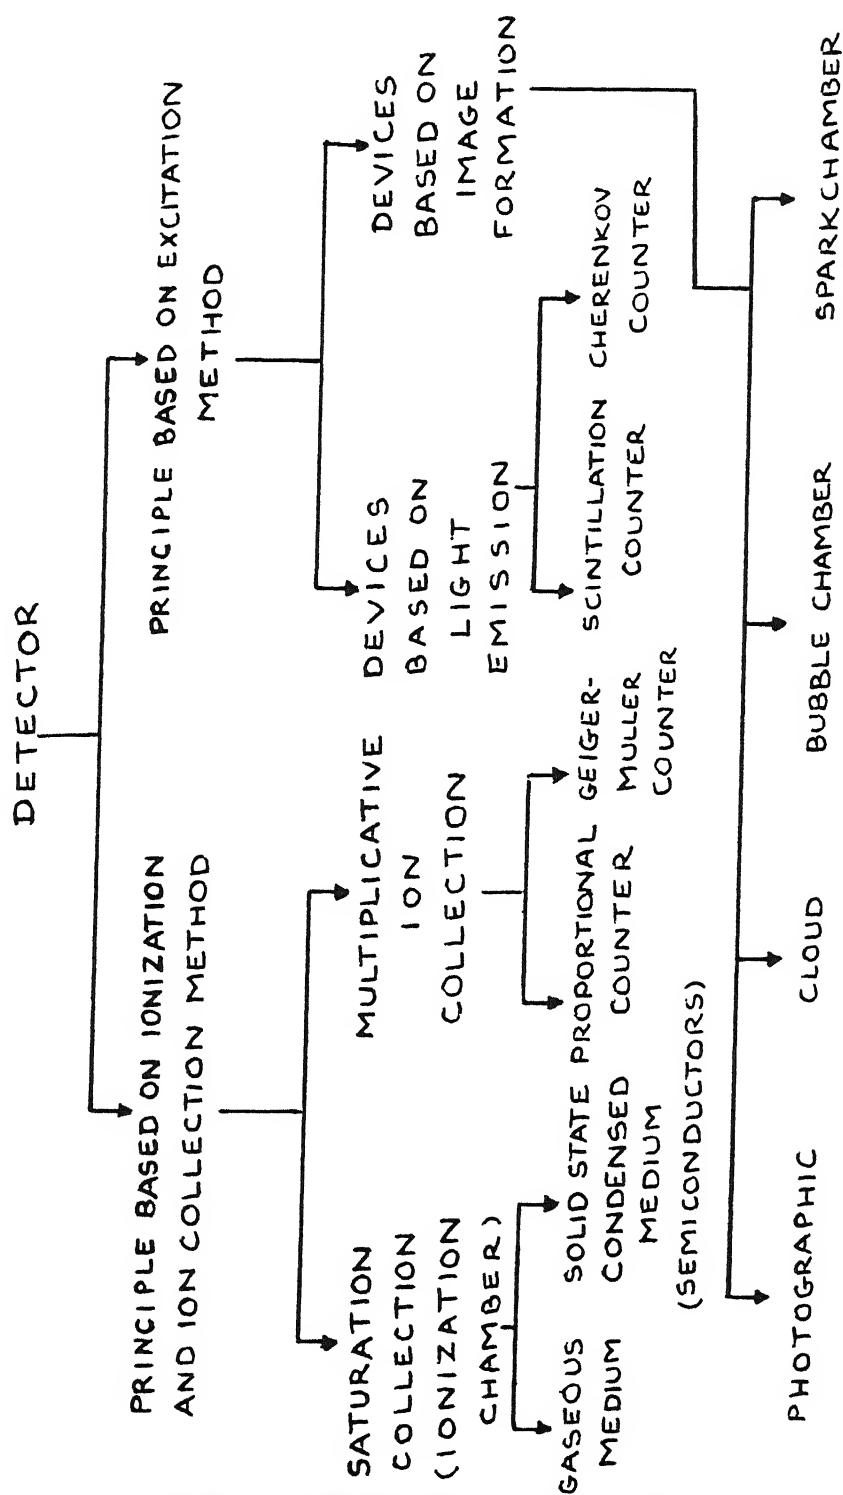 DETECTOR
PRINCIPLE BASED ON IONIZATION
AND ION COLLECTION METHOD
PRINCIPLE BASED ON EXCITATION
METHOD
SATURATION
COLLECTION
(IONIZATION
CHAMBER)
MULTIPLICATIVE
ION
COLLECTION
DEVICES
BASED ON
LIGHT
EMISSION
DEVICES
BASED ON
IMAGE
FORMATION
GASEOUS
MEDIUM
SOLID STATE
CONDENSED
MEDIUM
(SEMICONDUCTORS)
PROPORTIONAL
COUNTER
GEIGER-
MULLER
COUNTER
SCINTILLATION
COUNTER
CHERENKOV
COUNTER
PHOTOGRAPHIC
CLOUD
BUBBLE CHAMBER
SPARK CHAMBER